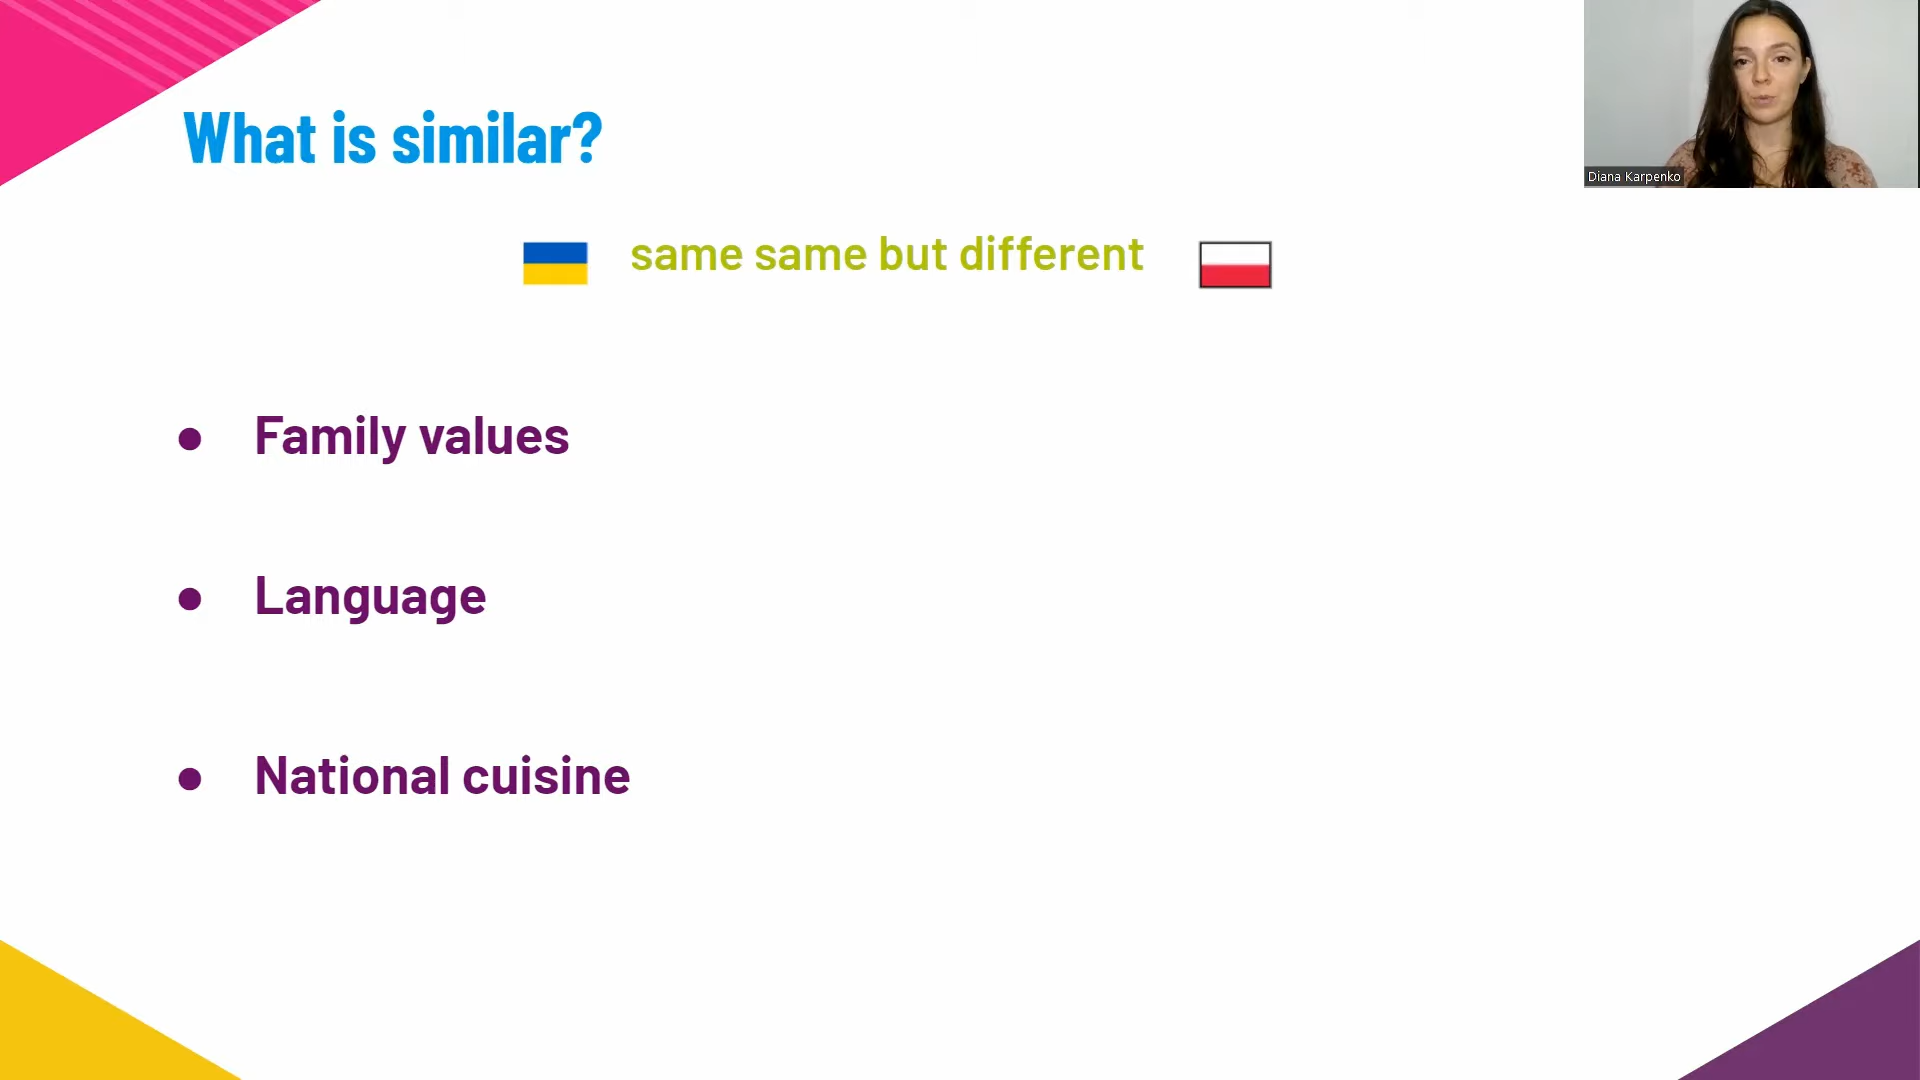 What is similar?
same same but different
Family values
Language
National cuisine
Diana Karpenko